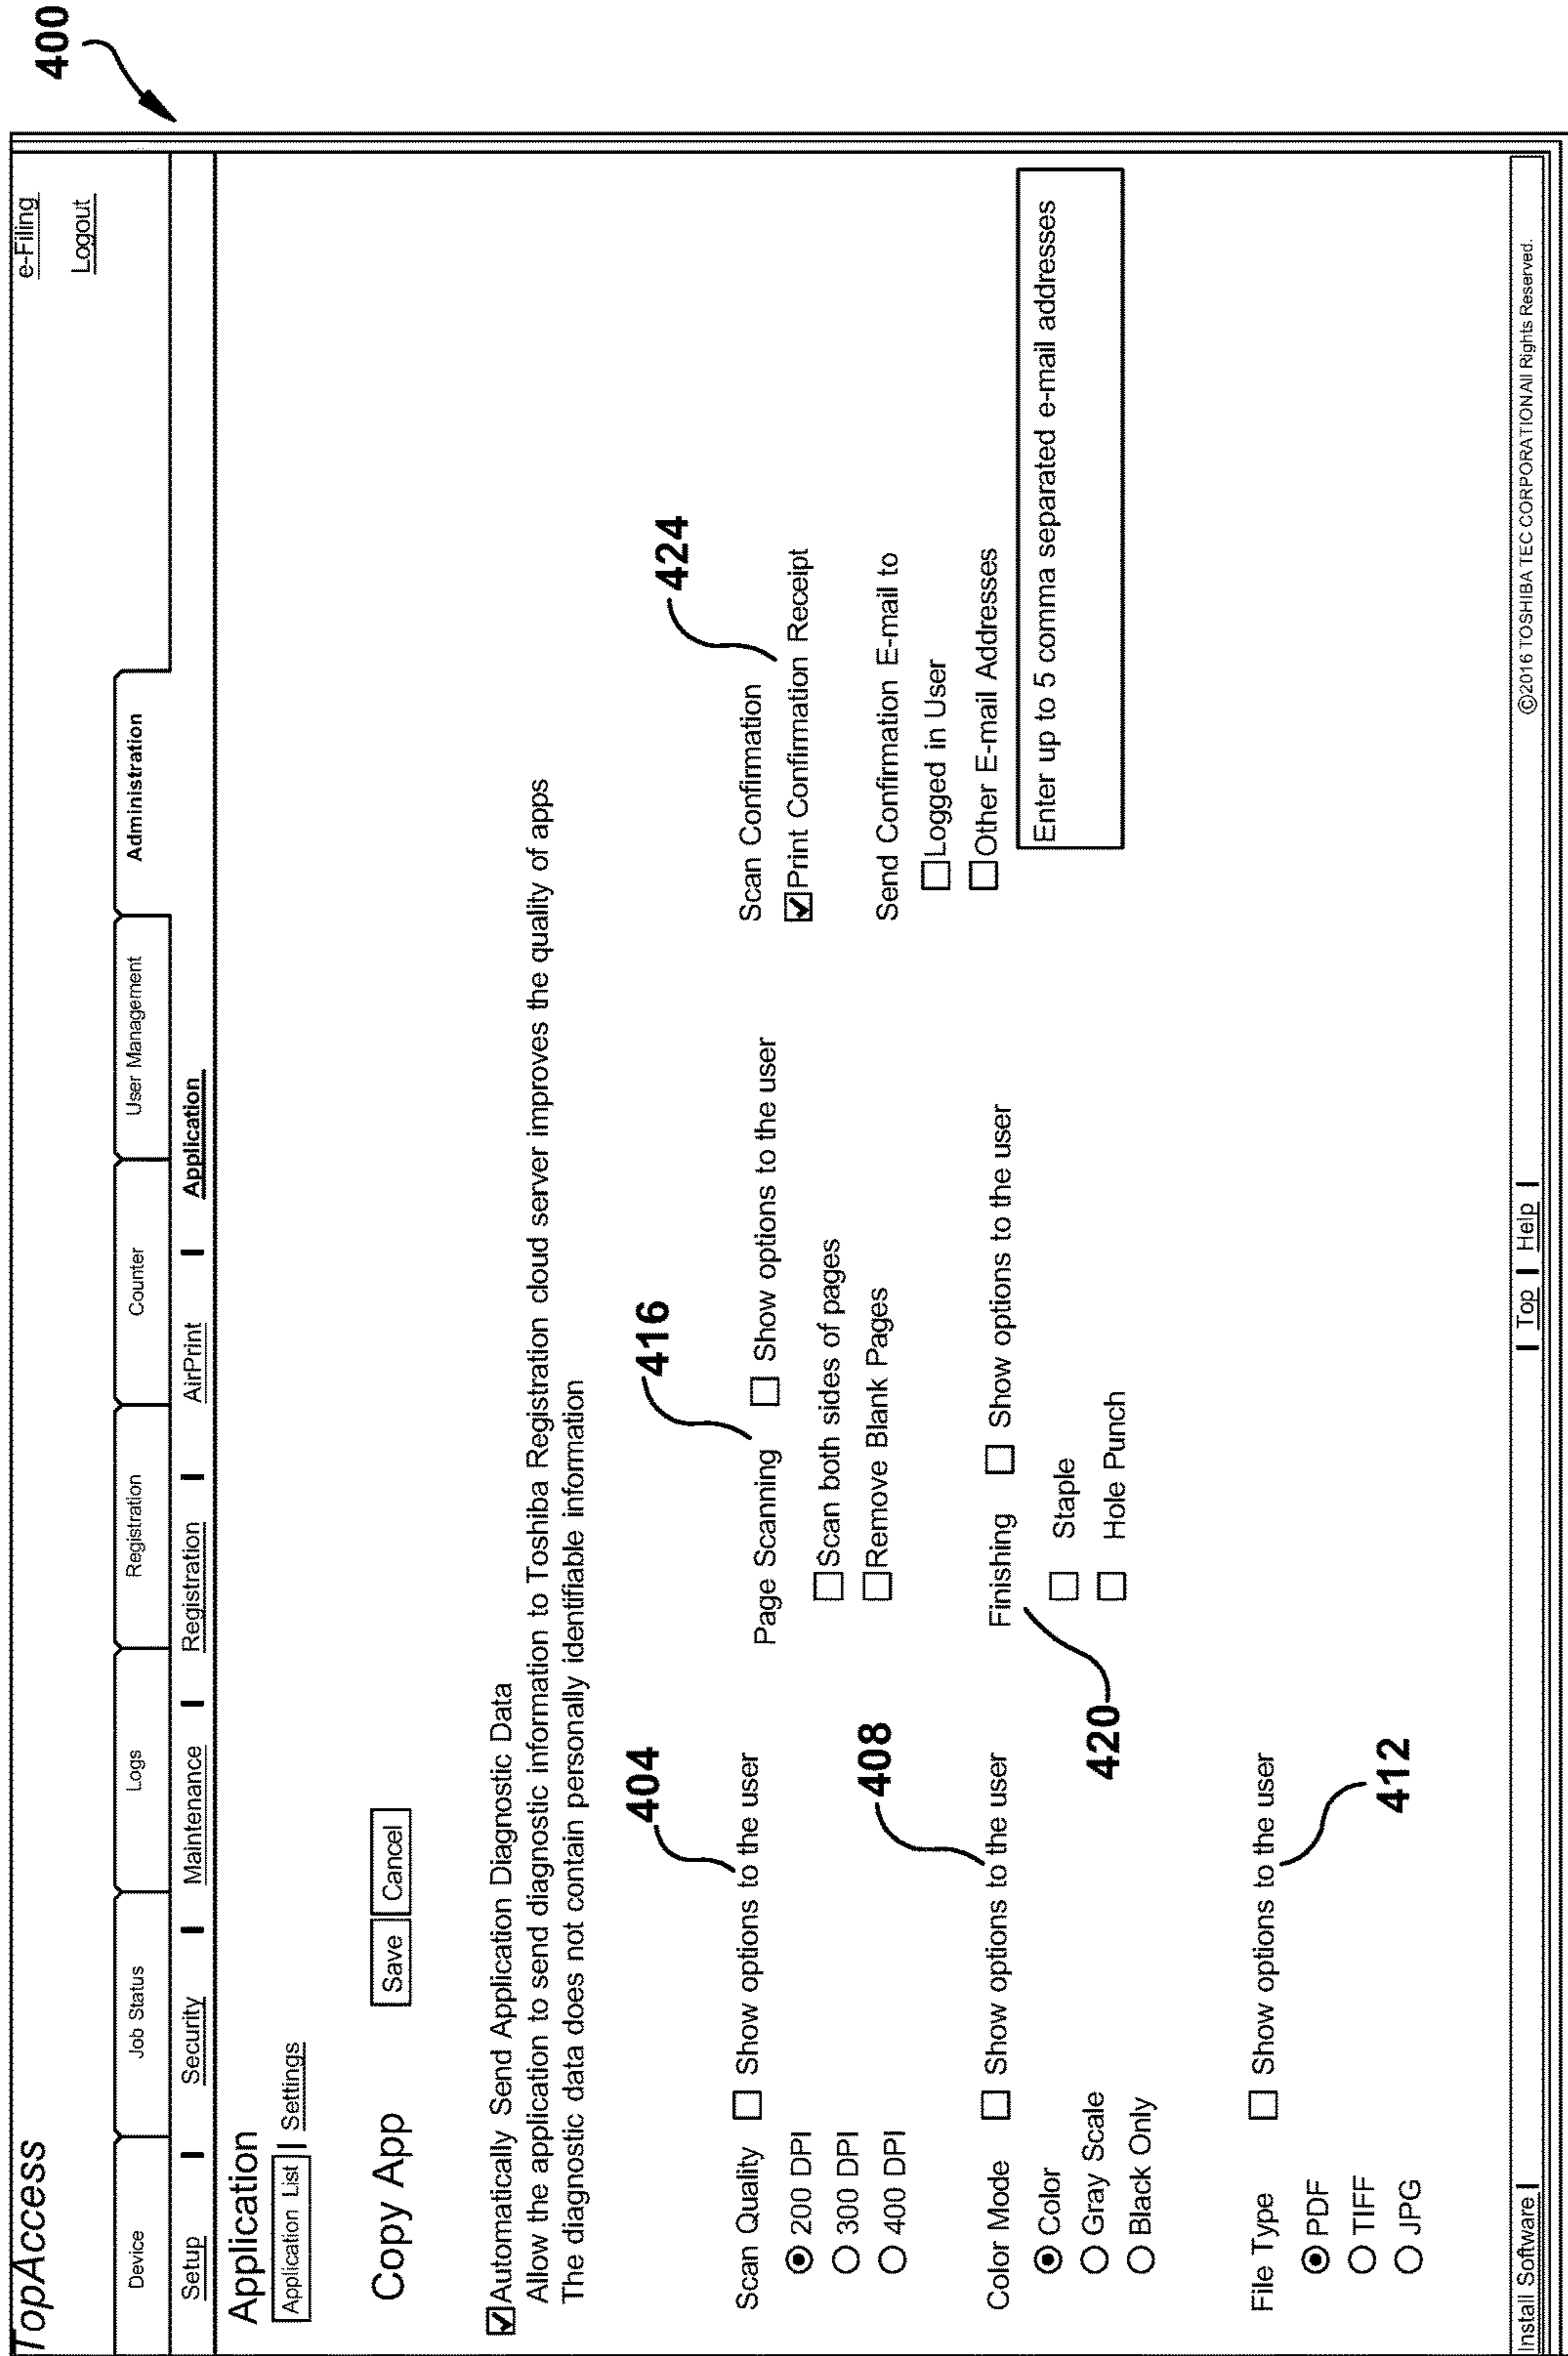 400
TopAccess
e-Filing
Logout
Device
Job Status
Logs
Registration
Counter
User Management
Administration
Setup | Security | Maintenance | Registration | AirPrint | Application
Application
Application List | Settings
Copy App
Save
Cancel
Automatically Send Application Diagnostic Data
Allow the application to send diagnostic information to Toshiba Registration cloud server improves the quality of apps
The diagnostic data does not contain personally identifiable information
404
Scan Quality
Show options to the user
200 DPI
300 DPI
400 DPI
408
Color Mode
Show options to the user
Color
Gray Scale
Black Only
File Type
Show options to the user
412
PDF
TIFF
JPG
416
Page Scanning
Show options to the user
Scan both sides of pages
Remove Blank Pages
Finishing
Show options to the user
420
Staple
Hole Punch
424
Scan Confirmation
Print Confirmation Receipt
Send Confirmation E-mail to
Logged in User
Other E-mail Addresses
Enter up to 5 comma separated e-mail addresses
Install Software |
| Top | Help |
©2016 TOSHIBA TEC CORPORATIONAll Rights Reserved.